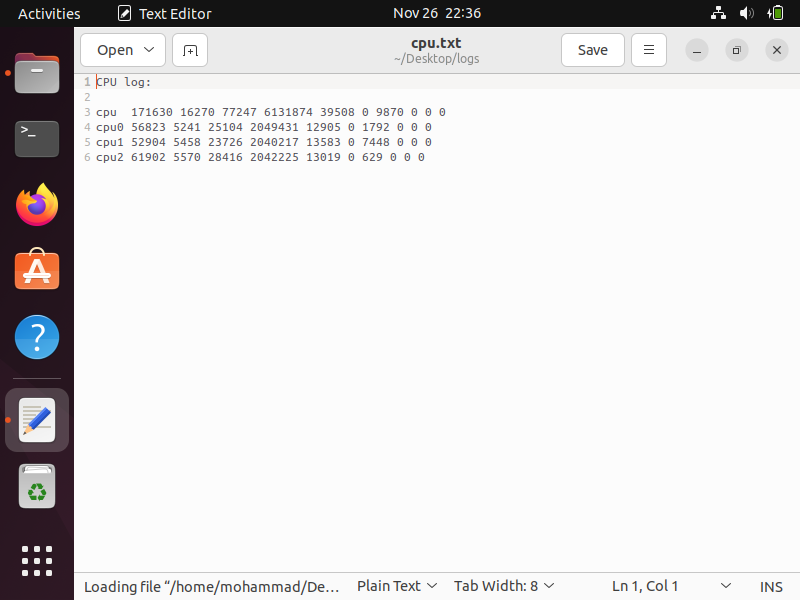 Activities Text Editor Nov 26 22:36
Open cpu.txt Save
~/Desktop/logs
1 CPU log:
2
3 cpu  171630 16270 77247 6131874 39508 0 9870 0 0 0
4 cpu0 56823 5241 25104 2049431 12905 0 1792 0 0 0
5 cpu1 52904 5458 23726 2040217 13583 0 7448 0 0 0
6 cpu2 61902 5570 28416 2042225 13019 0 629 0 0 0
Loading file “/home/mohammad/De… Plain Text Tab Width: 8 Ln 1, Col 1 INS